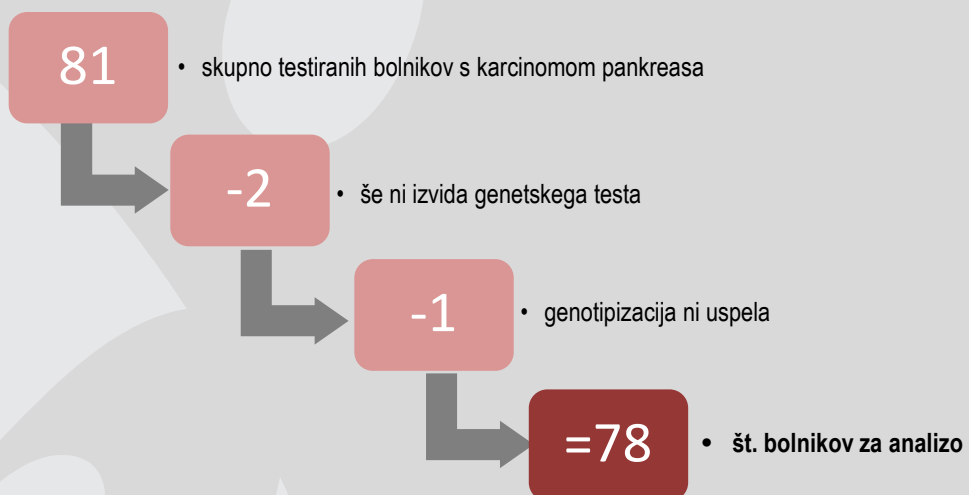 81
• skupno testiranih bolnikov s karcinomom pankreasa
-2
• še ni izvida genetskega testa
-1
• genotipizacija ni uspela
=78
• št. bolnikov za analizo